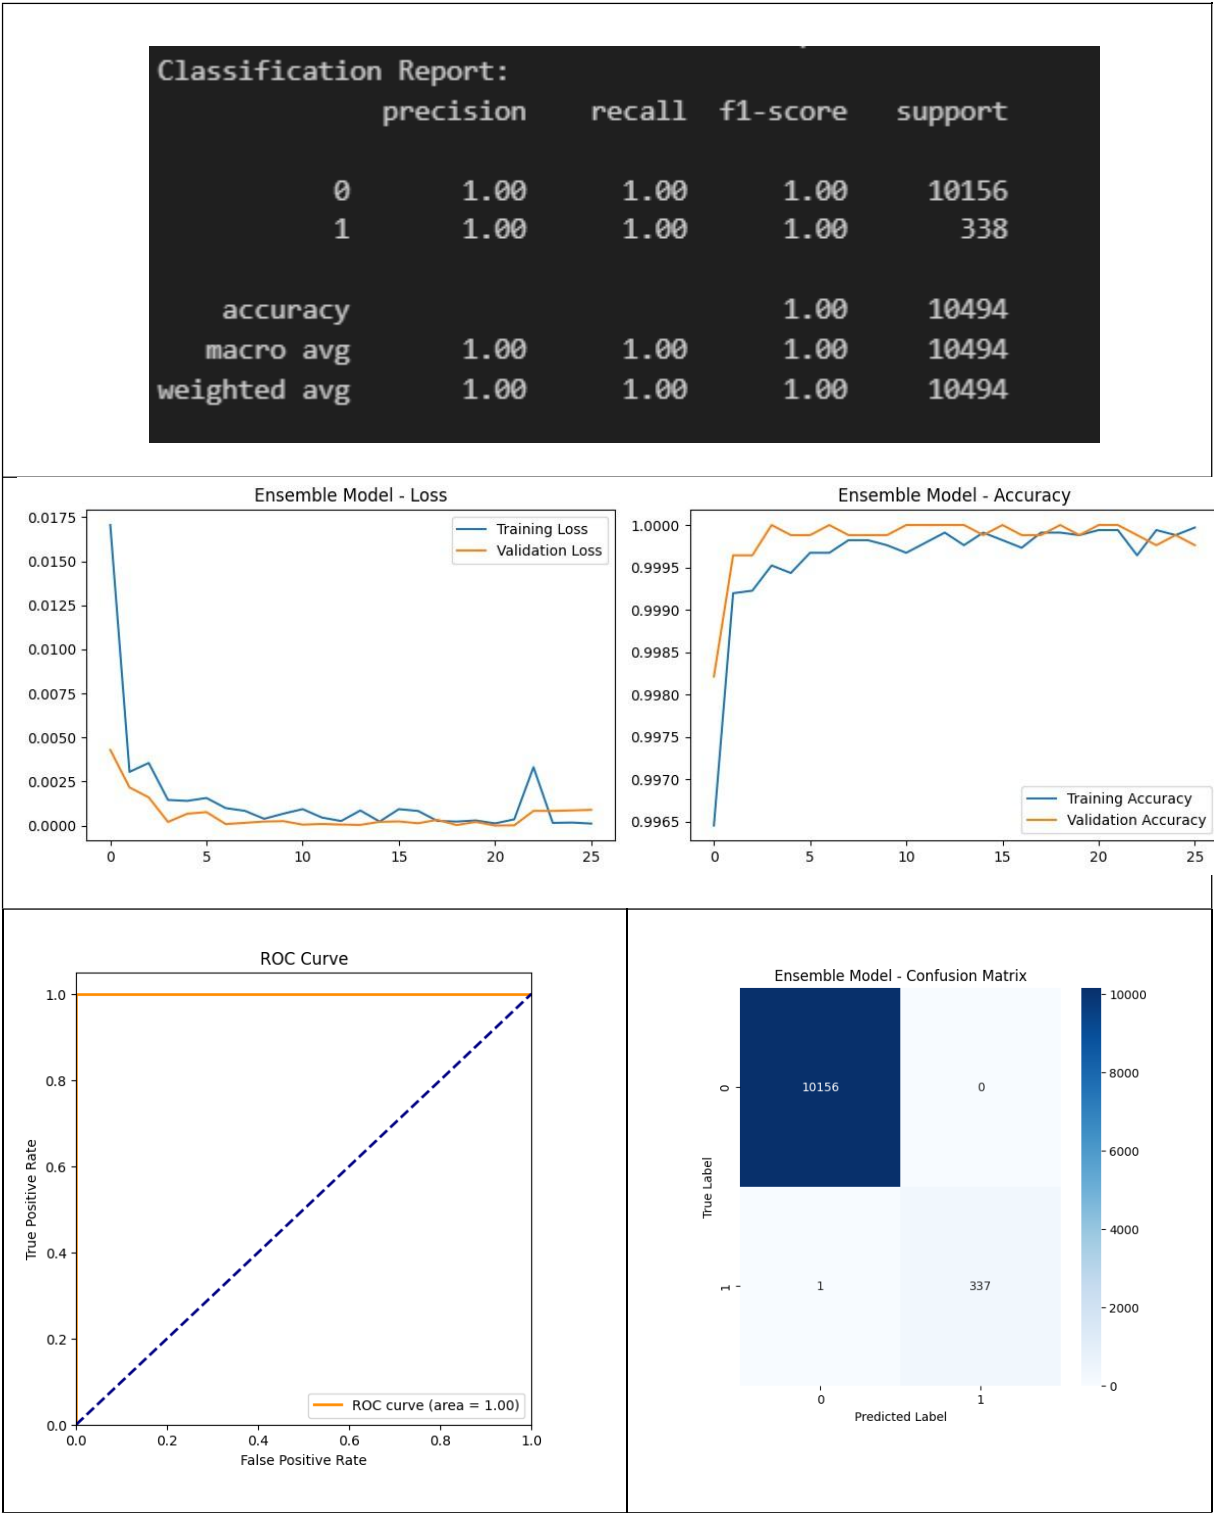 Classification Report:
precision recall f1-score support
0 1.00 1.00 1.00 10156
1 1.00 1.00 1.00 338
accuracy 1.00 10494
macro avg 1.00 1.00 1.00 10494
weighted avg 1.00 1.00 1.00 10494
Ensemble Model - Loss
0.0175
0.0150
0.0125
0.0100
0.0075
0.0050
0.0025
0.0000
0 5 10 15 20 25
Training Loss
Validation Loss
Ensemble Model - Accuracy
1.0000
0.9995
0.9990
0.9985
0.9980
0.9975
0.9970
0.9965
0 5 10 15 20 25
Training Accuracy
Validation Accuracy
ROC Curve
True Positive Rate
1.0
0.8
0.6
0.4
0.2
0.0
0.0 0.2 0.4 0.6 0.8 1.0
False Positive Rate
ROC curve (area = 1.00)
Ensemble Model - Confusion Matrix
True Label
0
10156 0
1
1 337
0 1
Predicted Label
10000
8000
6000
4000
2000
0